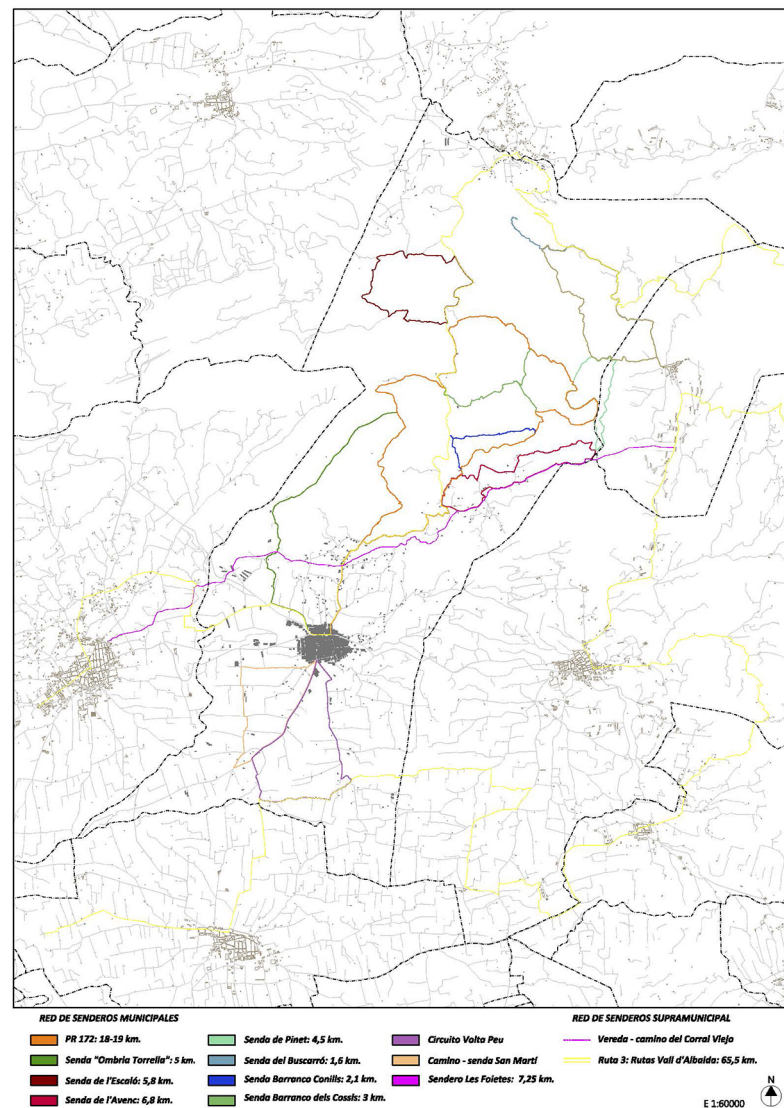 RED DE SENDEROS MUNICIPALES
PR 172: 18-19 km.
Senda "Ombria Torrella": 5 km.
Senda de l'Escaló: 5,8 km.
Senda de l'Avenc: 6,8 km.
Senda de Pinet: 4,5 km.
Senda del Buscarró: 1,6 km.
Senda Barranco Conills: 2,1 km.
Senda Barranco dels Cossis: 3 km.
Circuito Volta Peu
Camino - senda San Martí
Sendero Les Foietes: 7,25 km.
RED DE SENDEROS SUPRAMUNICIPAL
Vereda - camino del Corral Viejo
Ruta 3: Rutas Vall d'Albaida: 65,5 km.
N
E 1:60000